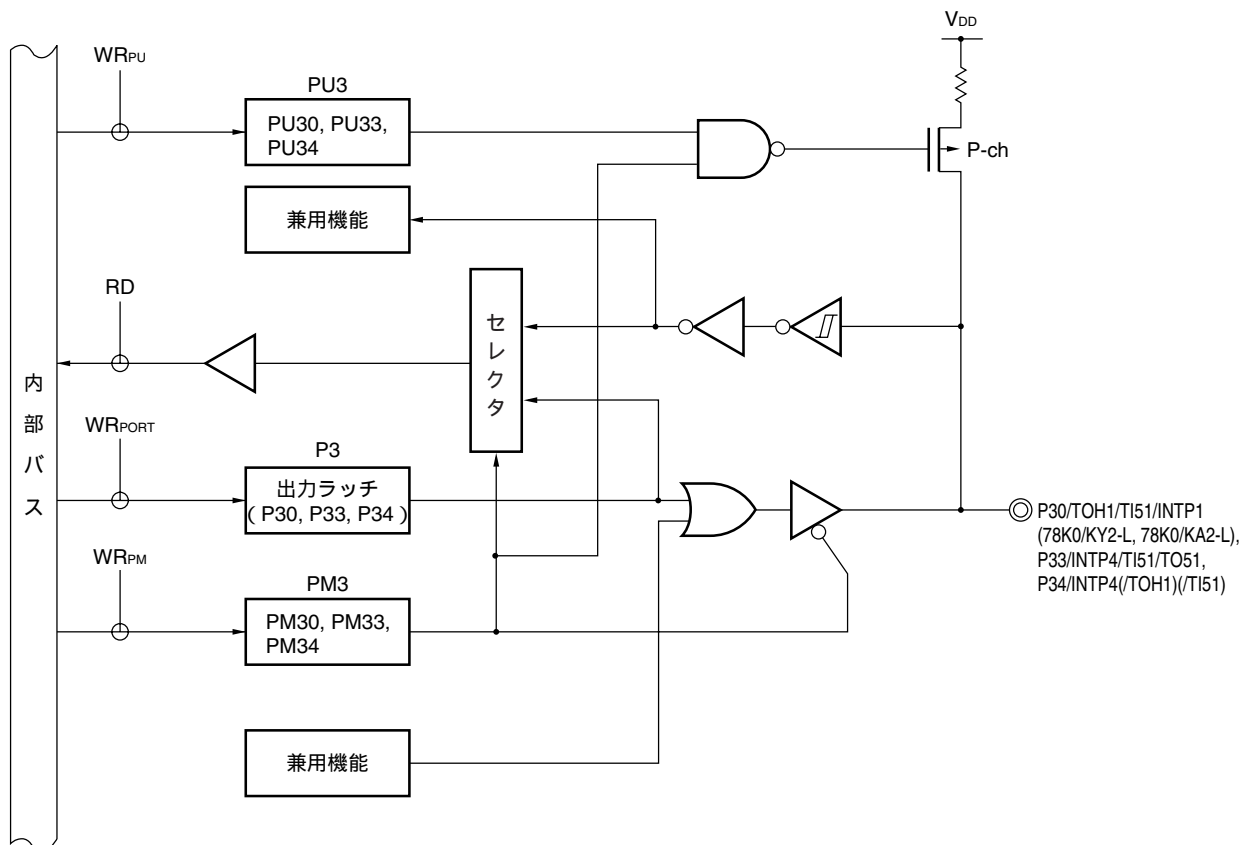 VDD
WRPU
PU3
PU30, PU33,
PU34
P-ch
兼用機能
RD
セレクタ
内部バス
WRPORT
P3
出力ラッチ
( P30, P33, P34 )
P30/TOH1/TI51/INTP1
(78K0/KY2-L, 78K0/KA2-L),
P33/INTP4/TI51/TO51,
P34/INTP4(/TOH1)(/TI51)
WRPM
PM3
PM30, PM33,
PM34
兼用機能